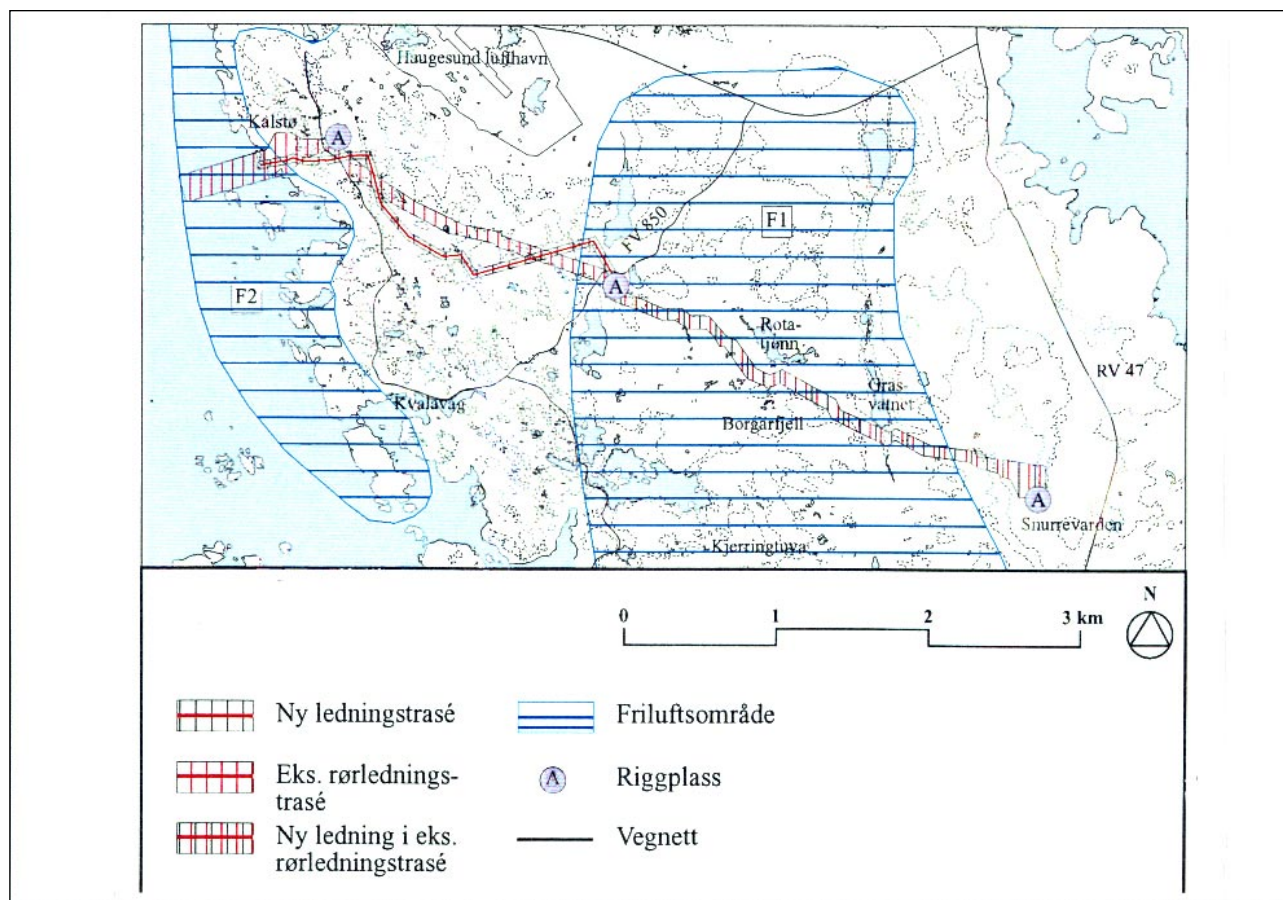 Haugesund lufthavn
Kalstø
A
FV 850
F1
A
F2
Rota-
tjønn
RV 47
Gras-
vatnet
Kvalavåg
Borgarfjell
A
Snurrevarden
Kjerringtuva
0 1 2 3 km
N
Ny ledningstrasé
Friluftsområde
Eks. rørlednings-
trasé
A
Riggplass
Ny ledning i eks.
rørledningstrasé
Vegnett